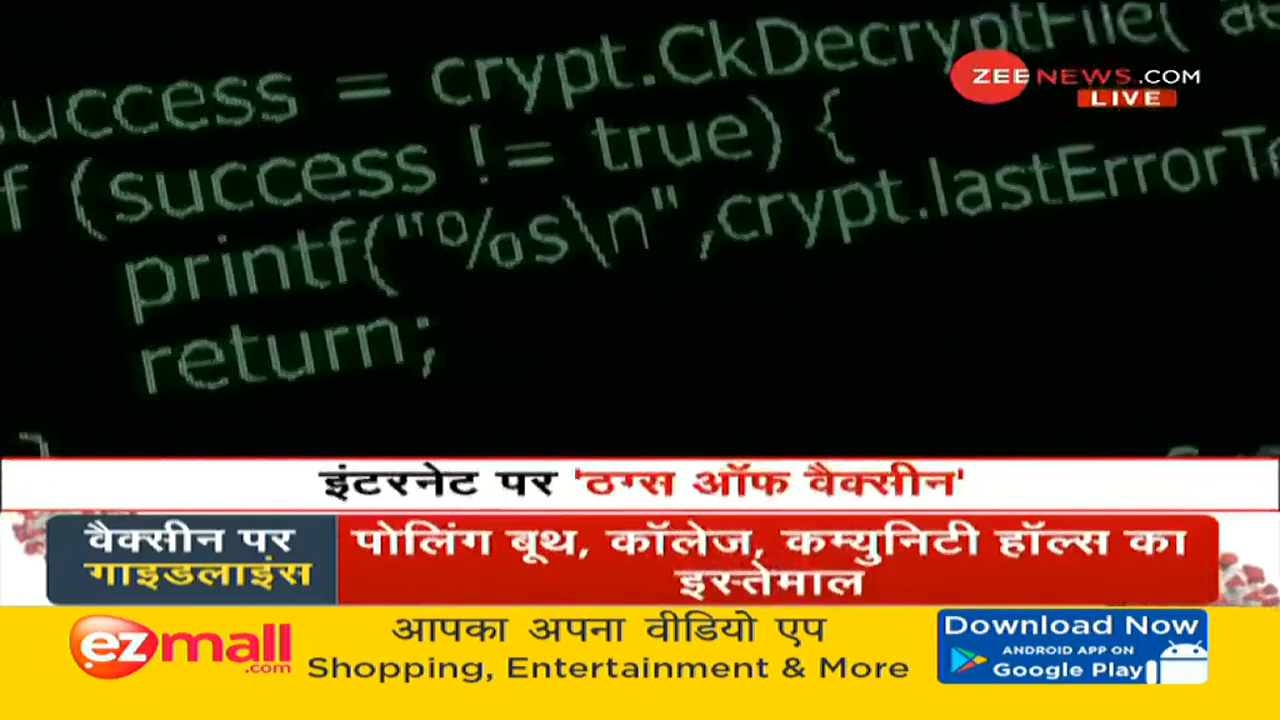 success = crypt.CkDecryptFile(
ZEENEWS.COM
LIVE
f (success != true) {
printf("%s\n",crypt.lastErrorT
return;
}
इंटरनेट पर 'ठग्स ऑफ वैक्सीन'
वैक्सीन पर
गाइडलाइंस
पोलिंग बूथ, कॉलेज, कम्युनिटी हॉल्स का
इस्तेमाल
ezmall
.com
आपका अपना वीडियो एप
Shopping, Entertainment & More
Download Now
ANDROID APP ON
Google Play